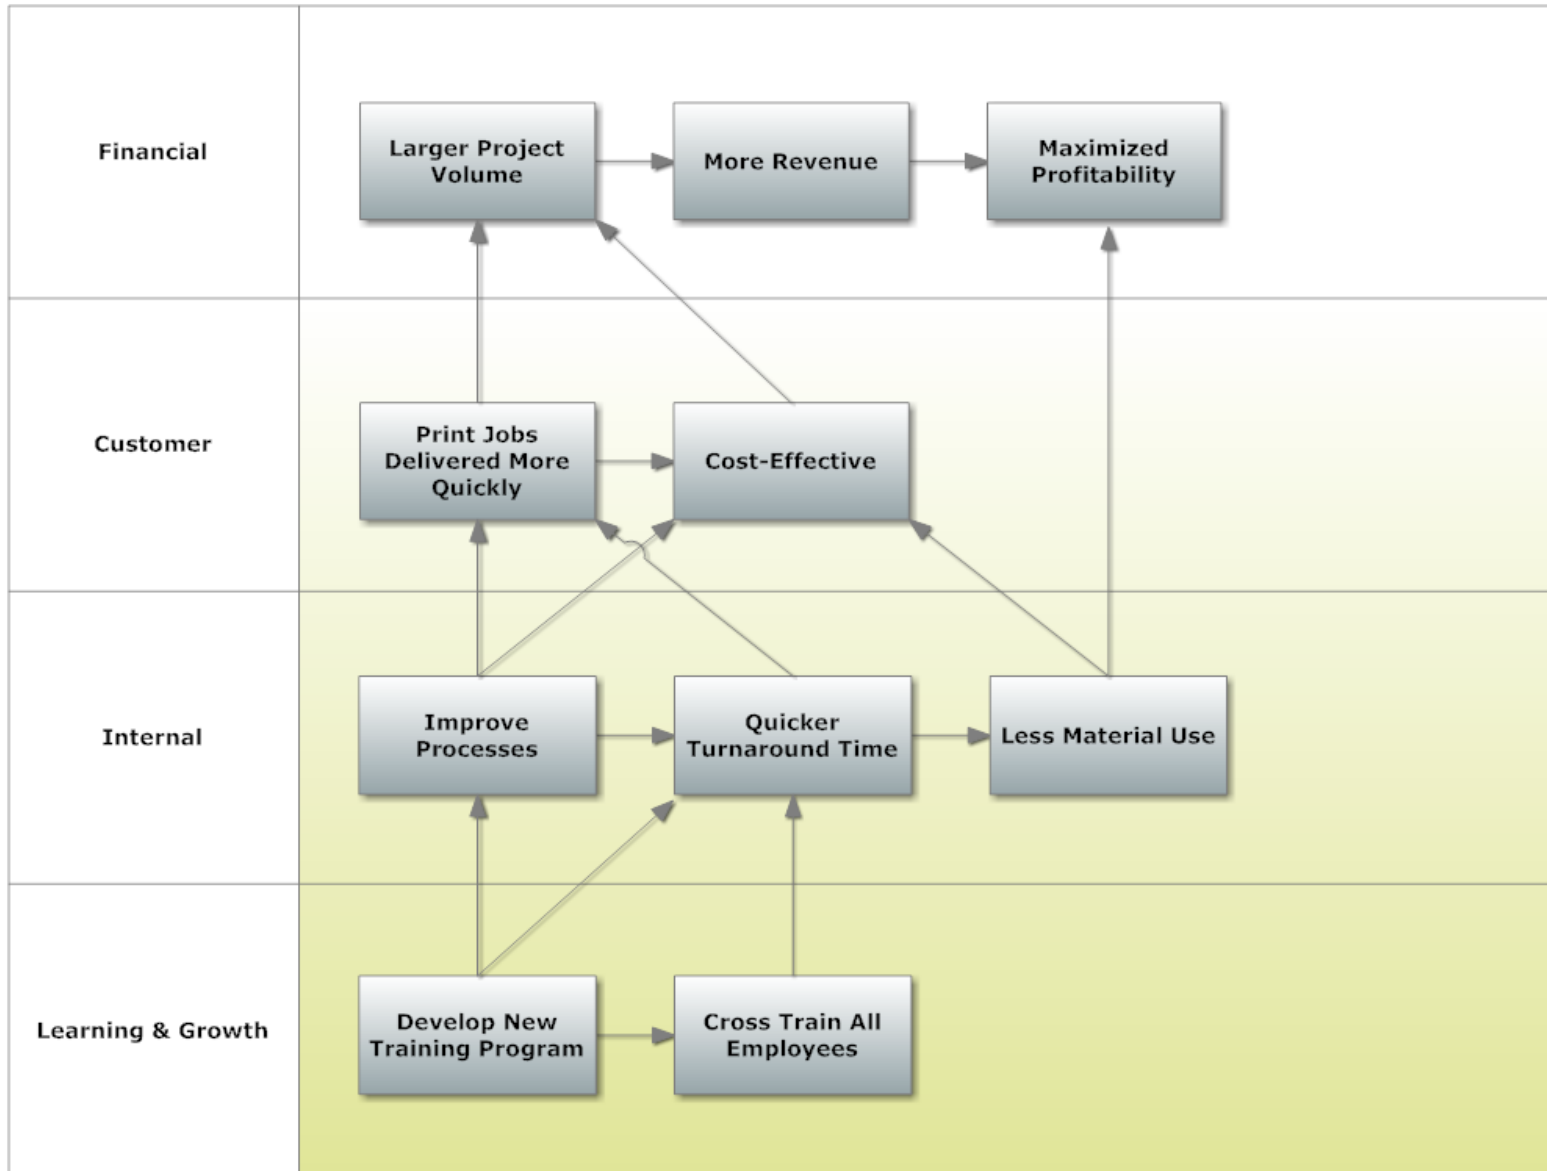 Financial
Larger Project
Volume
More Revenue
Maximized
Profitability
Customer
Print Jobs
Delivered More
Quickly
Cost-Effective
Internal
Improve
Processes
Quicker
Turnaround Time
Less Material Use
Learning & Growth
Develop New
Training Program
Cross Train All
Employees